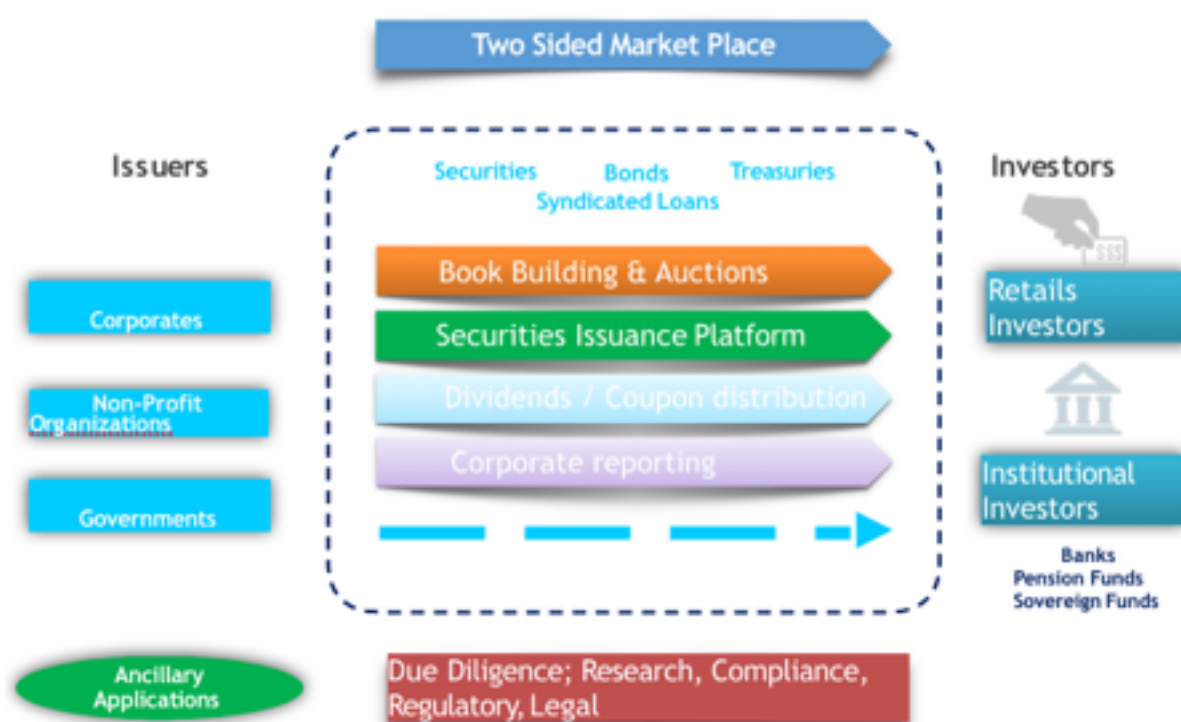 Two Sided Market Place
Issuers
Securities Bonds Treasuries
Syndicated Loans
Investors
$$$
Book Building & Auctions
Securities Issuance Platform
Dividends / Coupon distribution
Corporate reporting
Corporates
Non-Profit
Organizations
Governments
Retails
Investors
Institutional
Investors
Banks
Pension Funds
Sovereign Funds
Ancillary
Applications
Due Diligence; Research, Compliance,
Regulatory, Legal